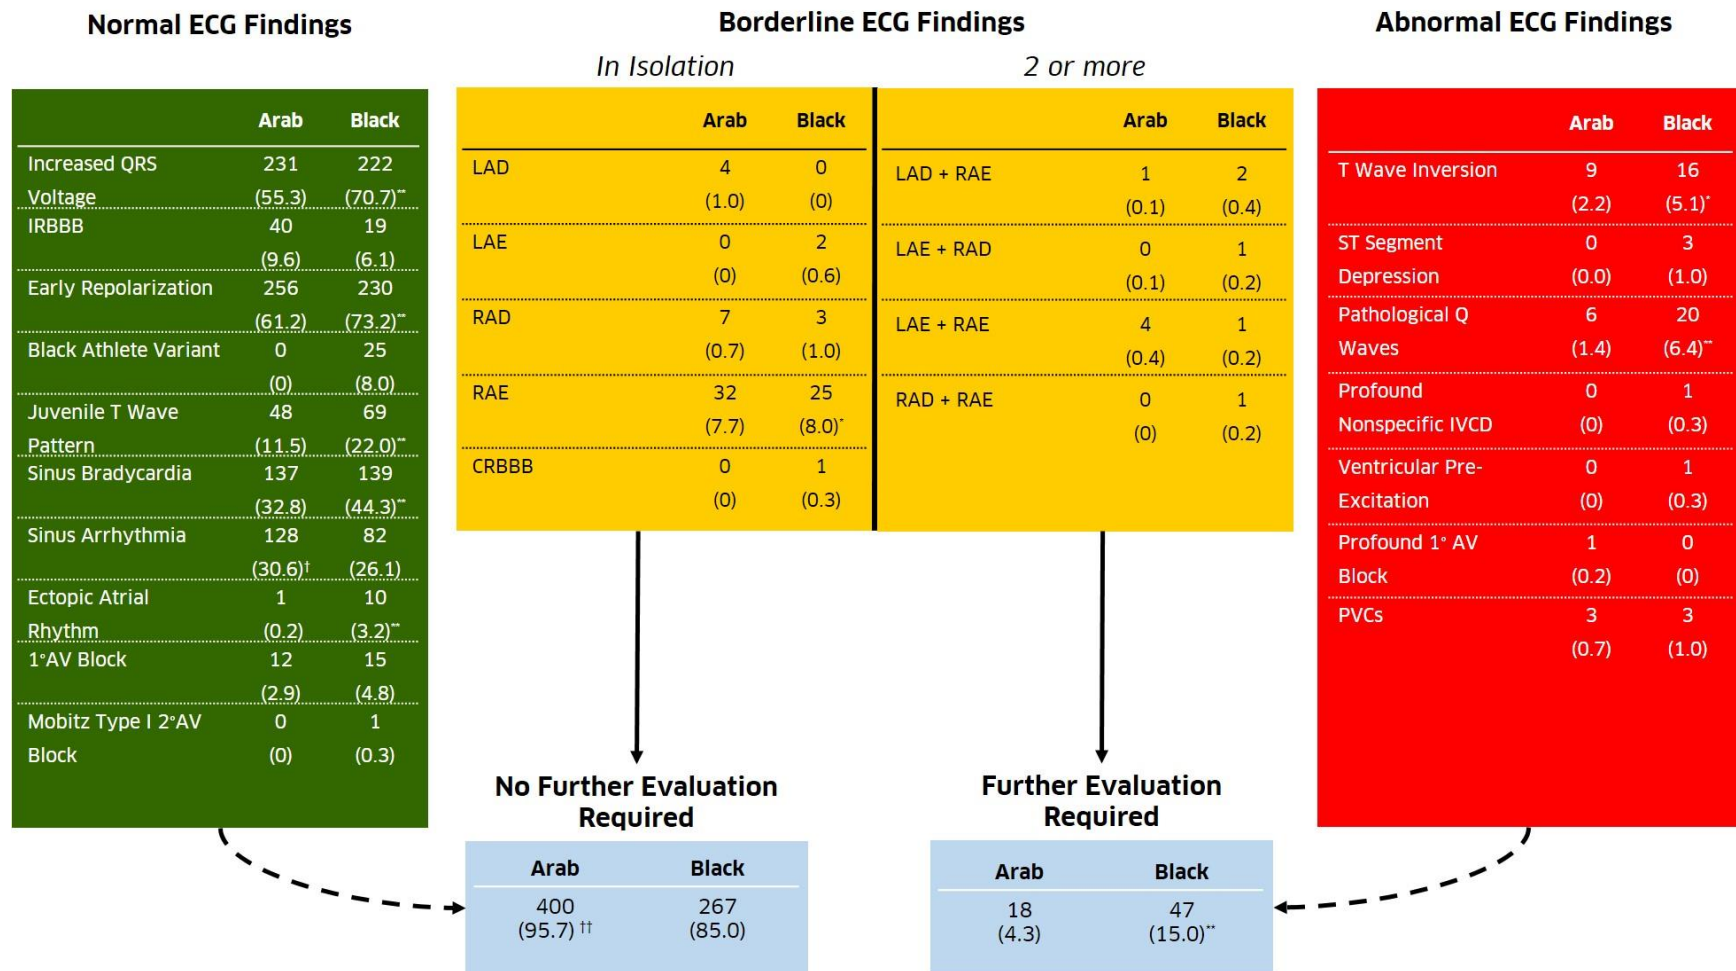 Normal ECG Findings
Borderline ECG Findings
Abnormal ECG Findings
In Isolation
2 or more
Arab Black
Increased QRS 231 222
Voltage (55.3) (70.7)**
IRBBB 40 19
(9.6) (6.1)
Early Repolarization 256 230
(61.2) (73.2)**
Black Athlete Variant 0 25
(0) (8.0)
Juvenile T Wave 48 69
Pattern (11.5) (22.0)**
Sinus Bradycardia 137 139
(32.8) (44.3)**
Sinus Arrhythmia 128 82
(30.6)† (26.1)
Ectopic Atrial 1 10
Rhythm (0.2) (3.2)**
1°AV Block 12 15
(2.9) (4.8)
Mobitz Type I 2°AV 0 1
Block (0) (0.3)
Arab Black
LAD 4 0
(1.0) (0)
LAE 0 2
(0) (0.6)
RAD 7 3
(0.7) (1.0)
RAE 32 25
(7.7) (8.0)*
CRBBB 0 1
(0) (0.3)
Arab Black
LAD + RAE 1 2
(0.1) (0.4)
LAE + RAD 0 1
(0.1) (0.2)
LAE + RAE 4 1
(0.4) (0.2)
RAD + RAE 0 1
(0) (0.2)
Arab Black
T Wave Inversion 9 16
(2.2) (5.1)*
ST Segment 0 3
Depression (0.0) (1.0)
Pathological Q 6 20
Waves (1.4) (6.4)**
Profound 0 1
Nonspecific IVCD (0) (0.3)
Ventricular Pre- 0 1
Excitation (0) (0.3)
Profound 1° AV 1 0
Block (0.2) (0)
PVCs 3 3
(0.7) (1.0)
No Further Evaluation
Required
Arab Black
400 267
(95.7) †† (85.0)
Further Evaluation
Required
Arab Black
18 47
(4.3) (15.0)**